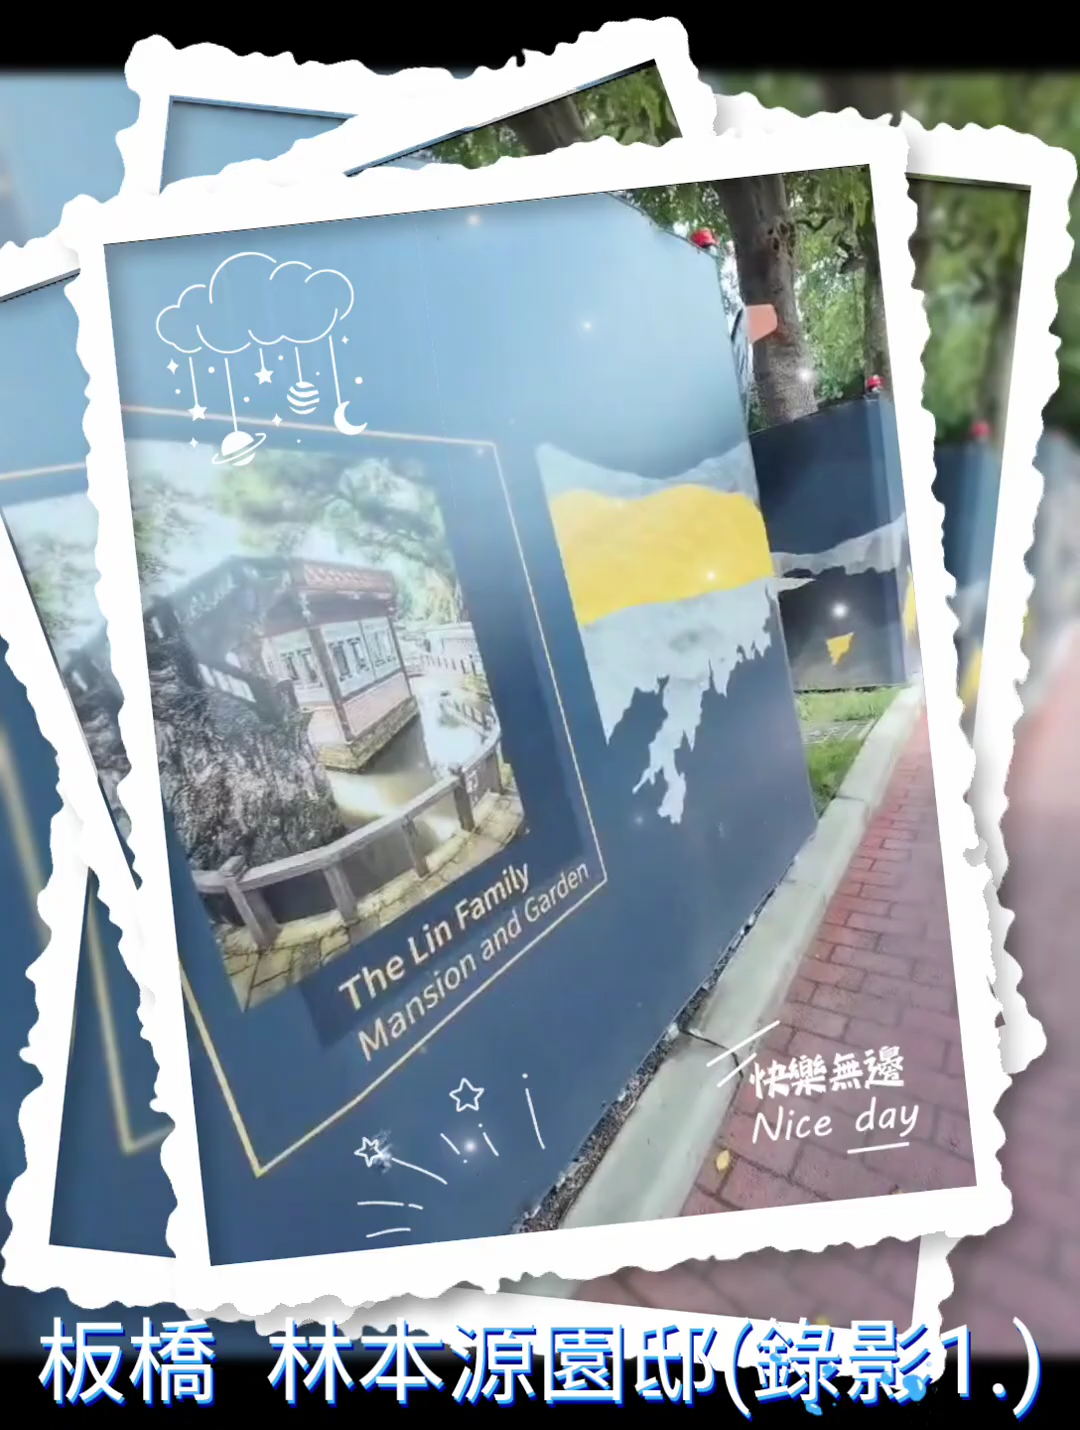 The Lin Family
Mansion and Garden
快樂無邊
Nice day
板橋 林本源園邸(錄影1.)